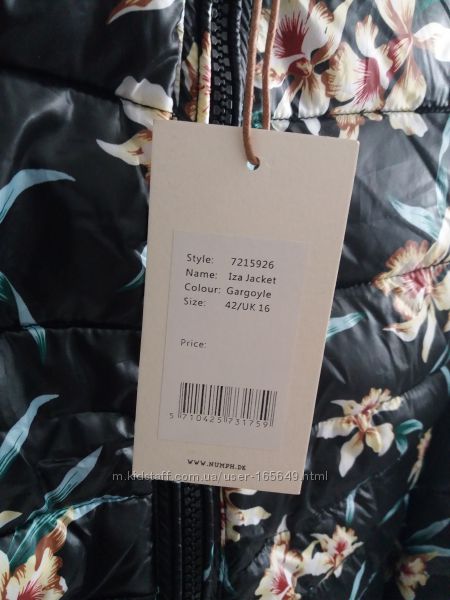 Style: 7215926
Name: Iza Jacket
Colour: Gargoyle
Size: 42/UK 16
Price:
5 710425 731759
WWW.NUMPH.DK
m.kidstaff.com.ua/user-165649.html